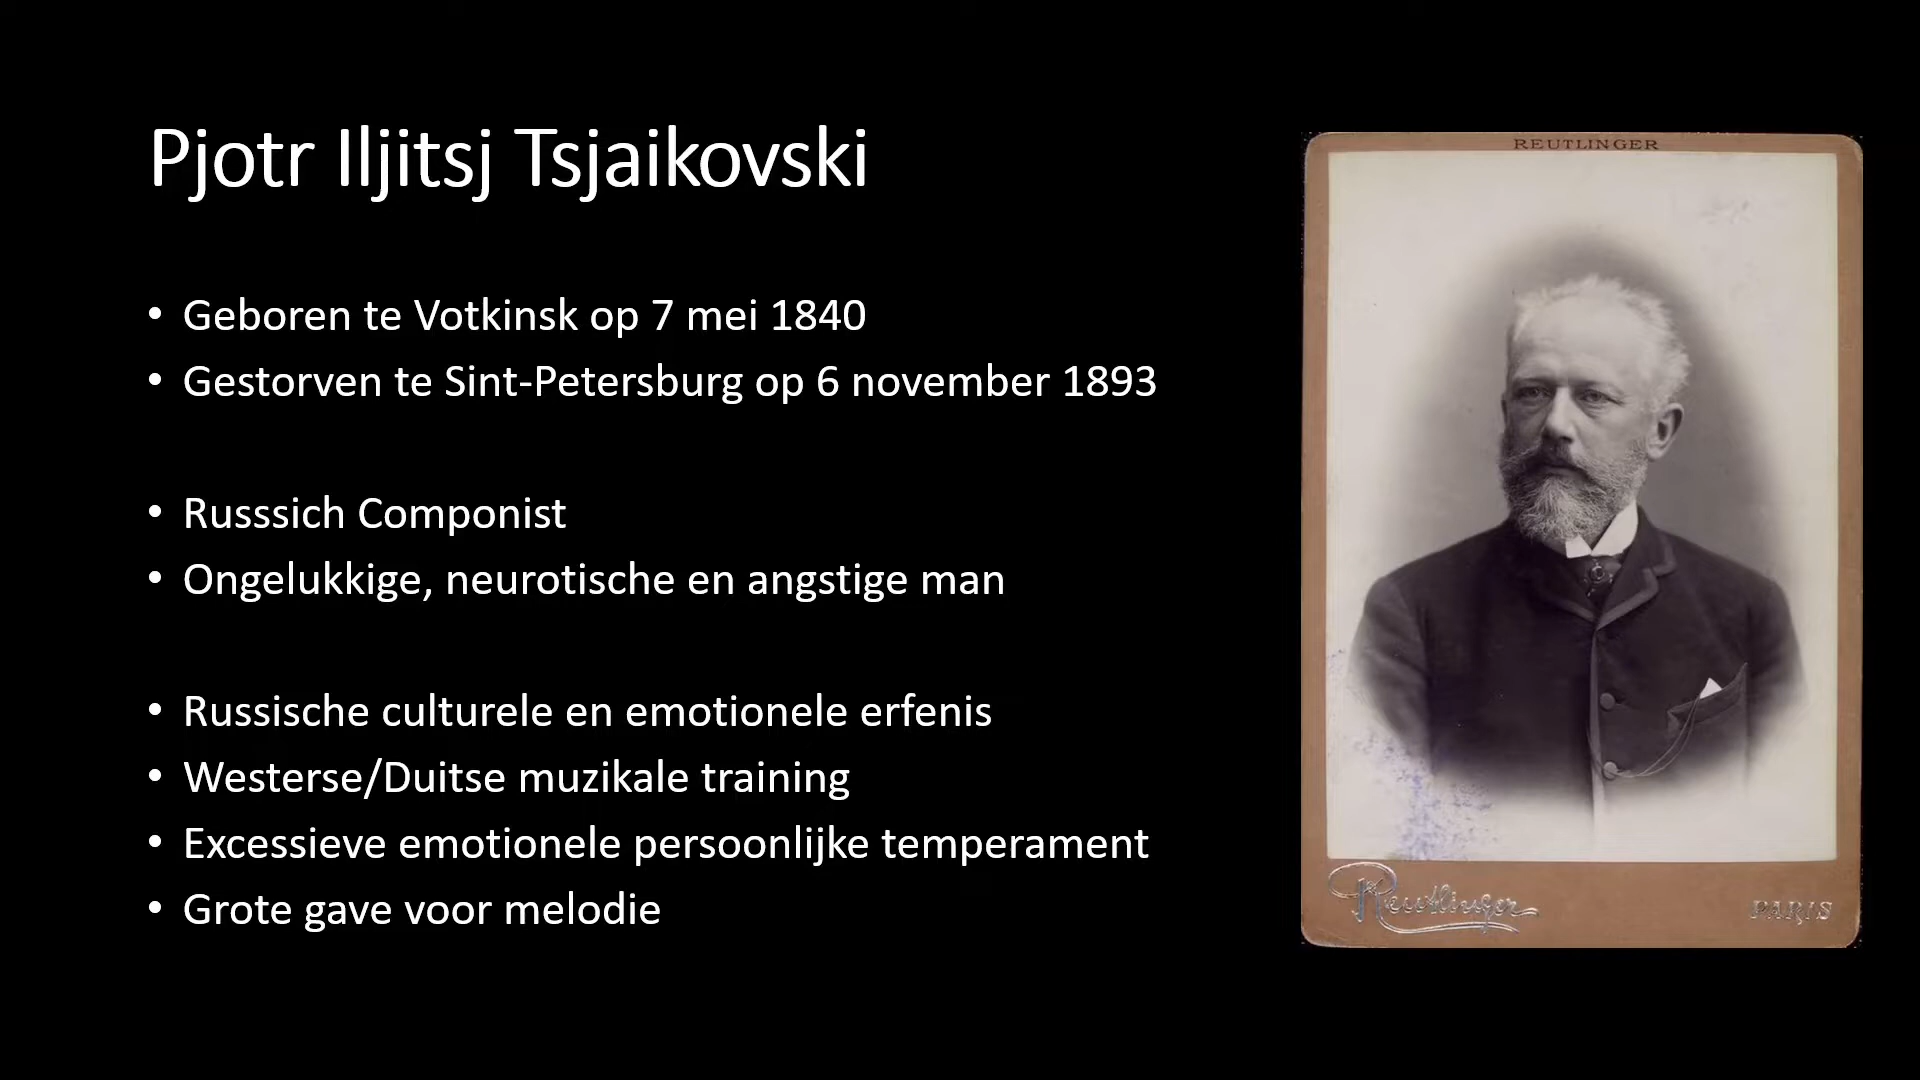 Pjotr Iljitsj Tsjaikovski
• Geboren te Votkinsk op 7 mei 1840
• Gestorven te Sint-Petersburg op 6 november 1893
• Russsich Componist
• Ongelukkige, neurotische en angstige man
• Russische culturele en emotionele erfenis
• Westerse/Duitse muzikale training
• Excessieve emotionele persoonlijke temperament
• Grote gave voor melodie
REUTLINGER
Reutlinger
PARIS